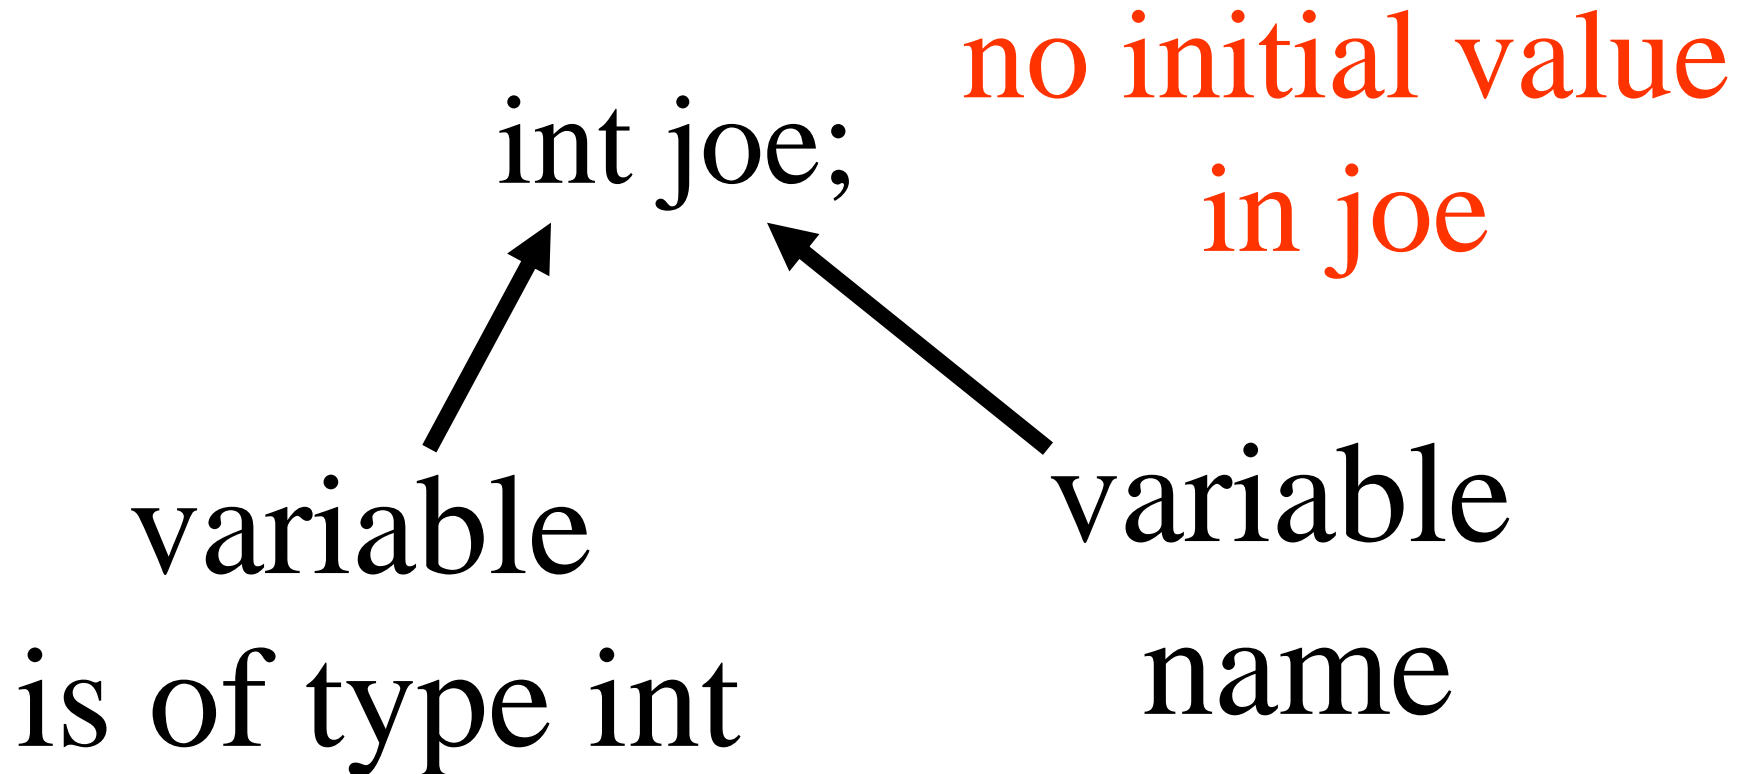 no initial value
in joe
int joe;
variable
is of type int
variable
name